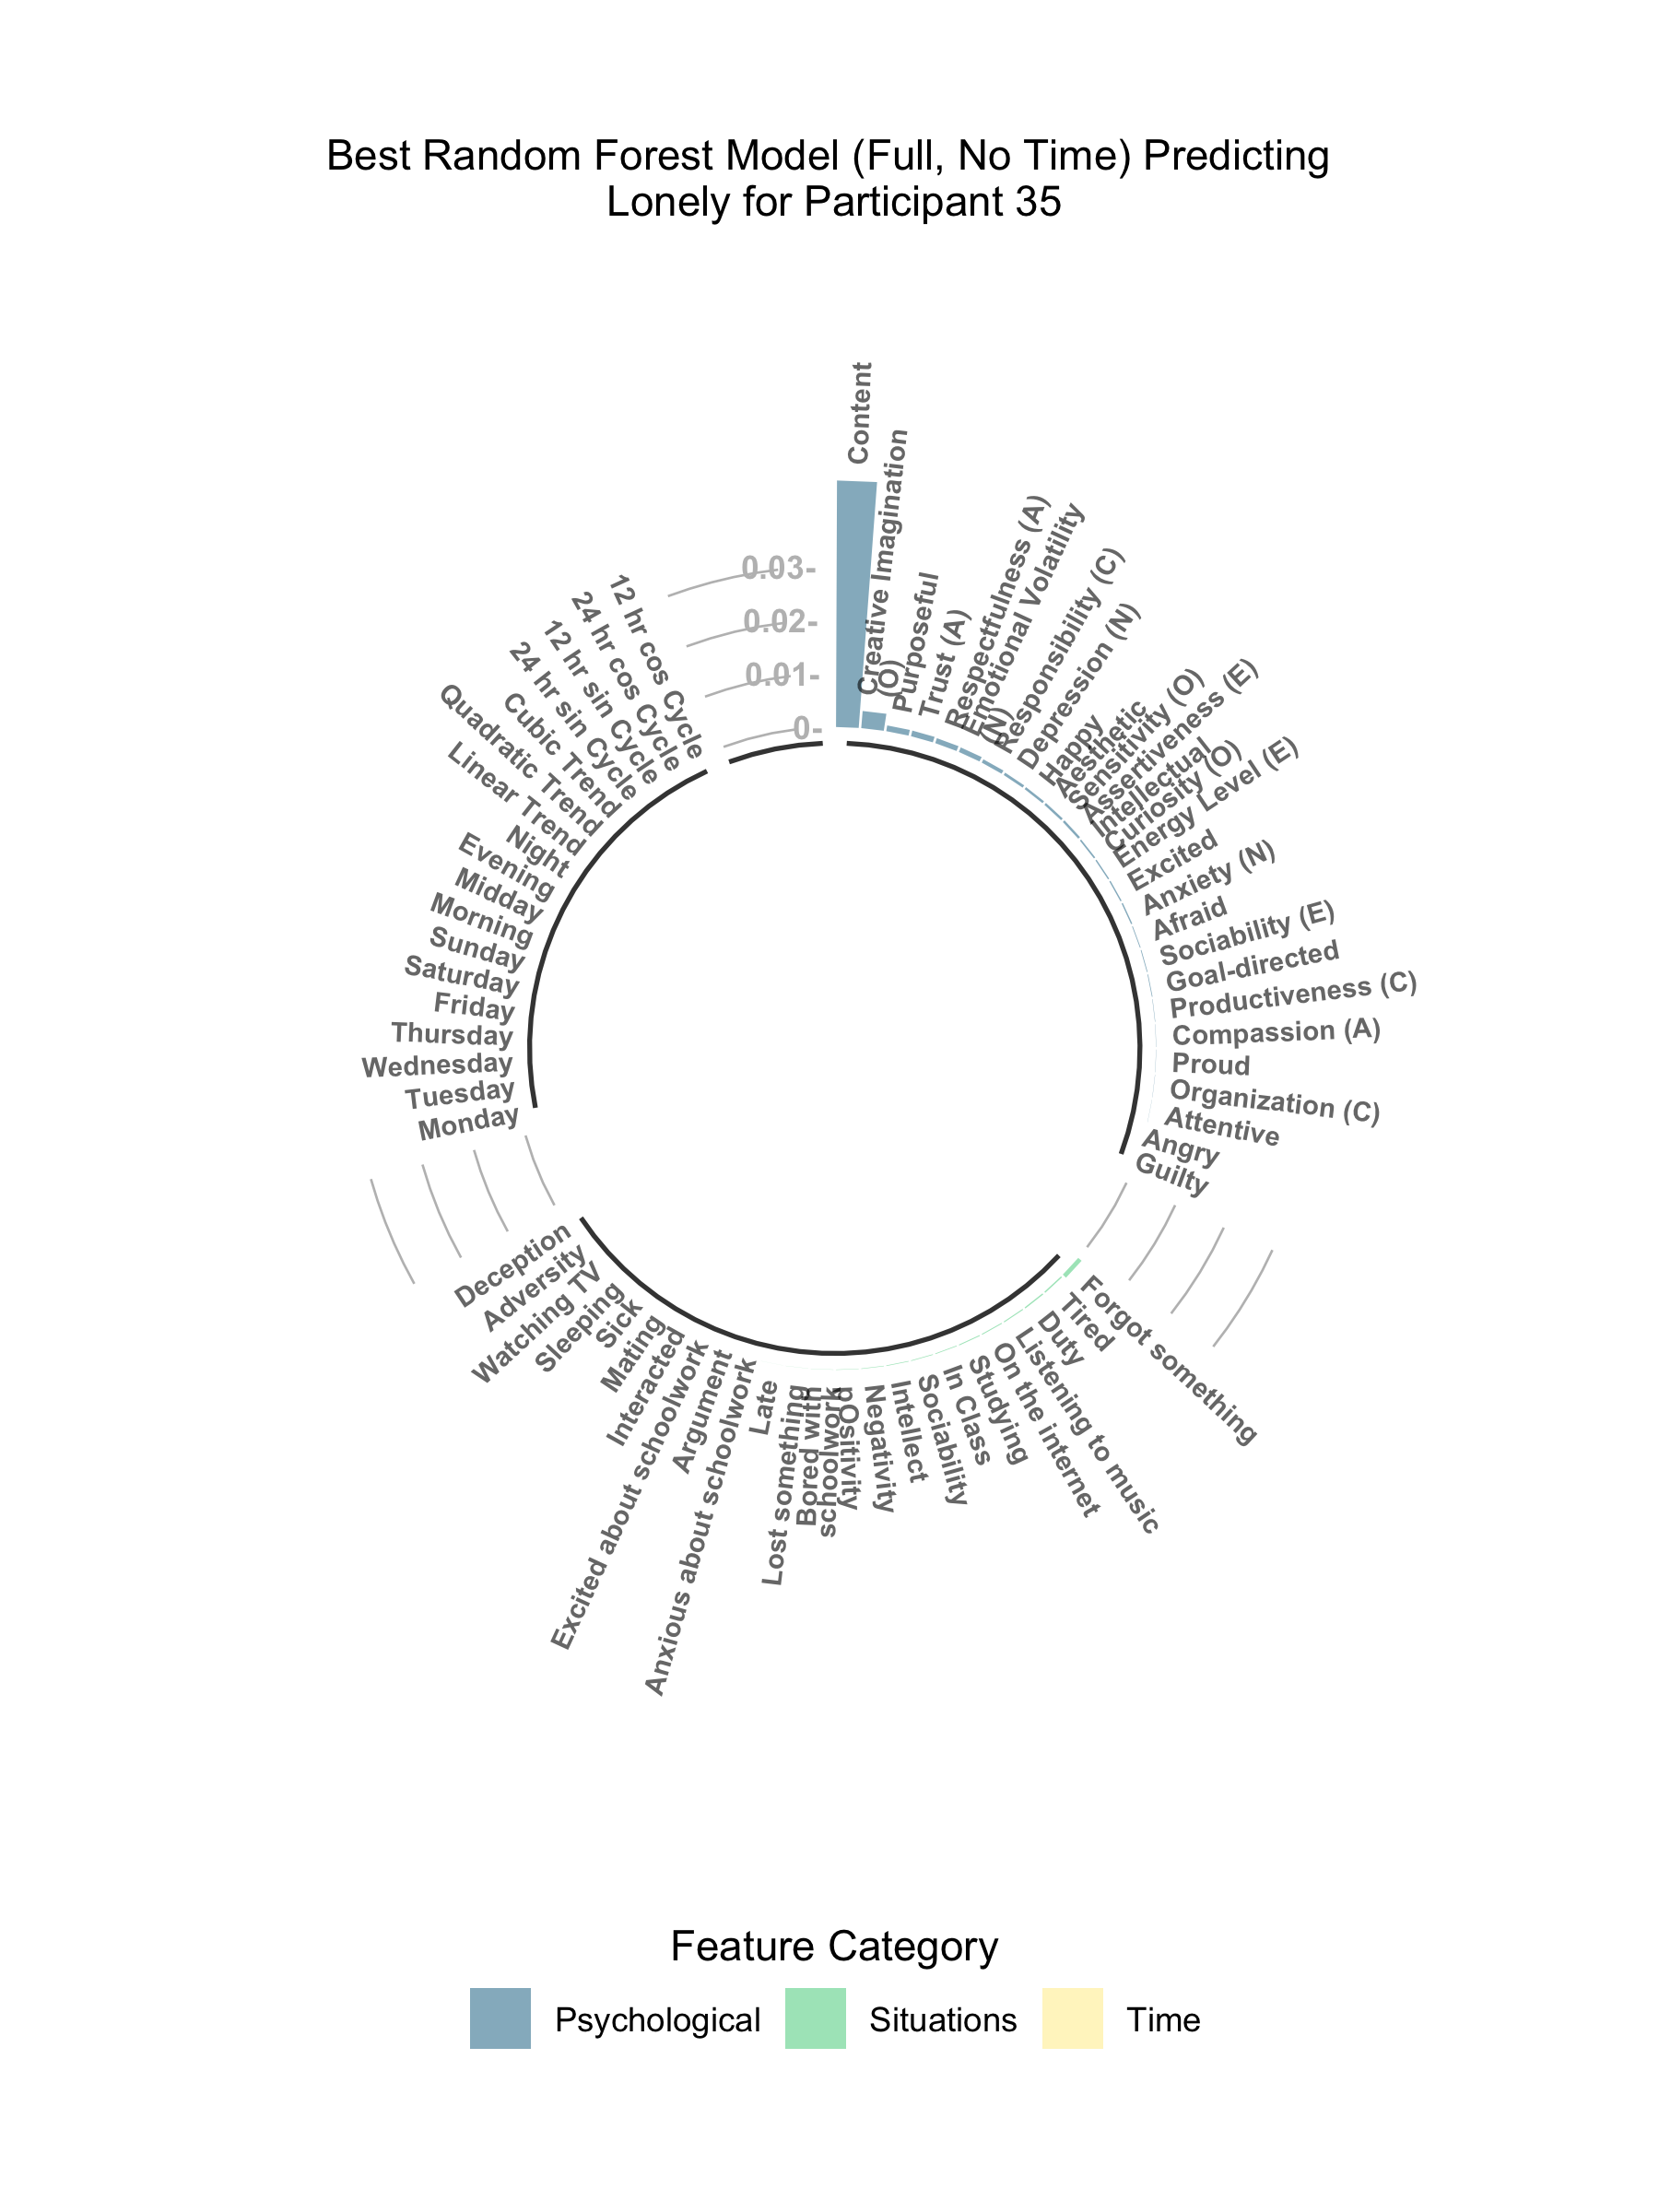 Best Random Forest Model (Full, No Time) Predicting
Lonely for Participant 35
0.03-
0.02-
0.01-
0-
Content
Creative Imagination
(O)
Purposeful
Trust (A)
Respectfulness (A)
Emotional Volatility
(N)
Responsibility (C)
Depression (N)
Happy
Aesthetic
Sensitivity (O)
Assertiveness (E)
Intellectual
Curiosity (O)
Energy Level (E)
Excited
Anxiety (N)
Afraid
Sociability (E)
Goal-directed
Productiveness (C)
Compassion (A)
Proud
Organization (C)
Attentive
Angry
Guilty
Forgot something
Tired
Duty
Listening to music
On the internet
Studying
In Class
Sociability
Intellect
Negativity
pOsitivity
Bored with
schoolwork
Lost something
Late
Anxious about schoolwork
Argument
Excited about schoolwork
Interacted
Mating
Sick
Sleeping
Watching TV
Adversity
Deception
Monday
Tuesday
Wednesday
Thursday
Friday
Saturday
Sunday
Morning
Midday
Evening
Night
Linear Trend
Quadratic Trend
Cubic Trend
24 hr sin Cycle
12 hr sin Cycle
24 hr cos Cycle
12 hr cos Cycle
Feature Category
Psychological
Situations
Time